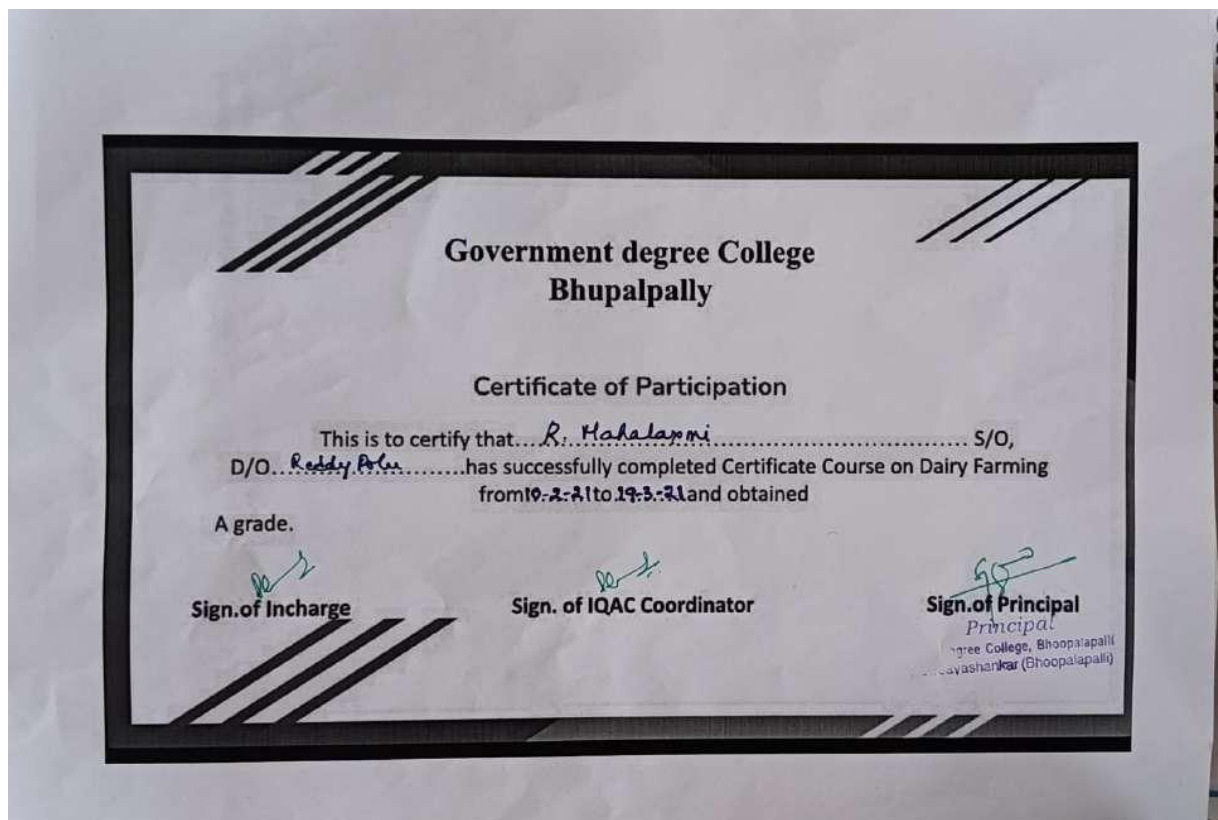 Government degree College
Bhupalpally
Certificate of Participation
This is to certify that....R. Mahalaxmi.......................................... S/O,
D/O...Reddy Polu..........has successfully completed Certificate Course on Dairy Farming
from19-2-21to.19-3-21and obtained
A grade.
Sign.of Incharge
Sign. of IQAC Coordinator
Sign.of Principal
Principal
College, Bhoopalapalli
(Bhoopalapalli)